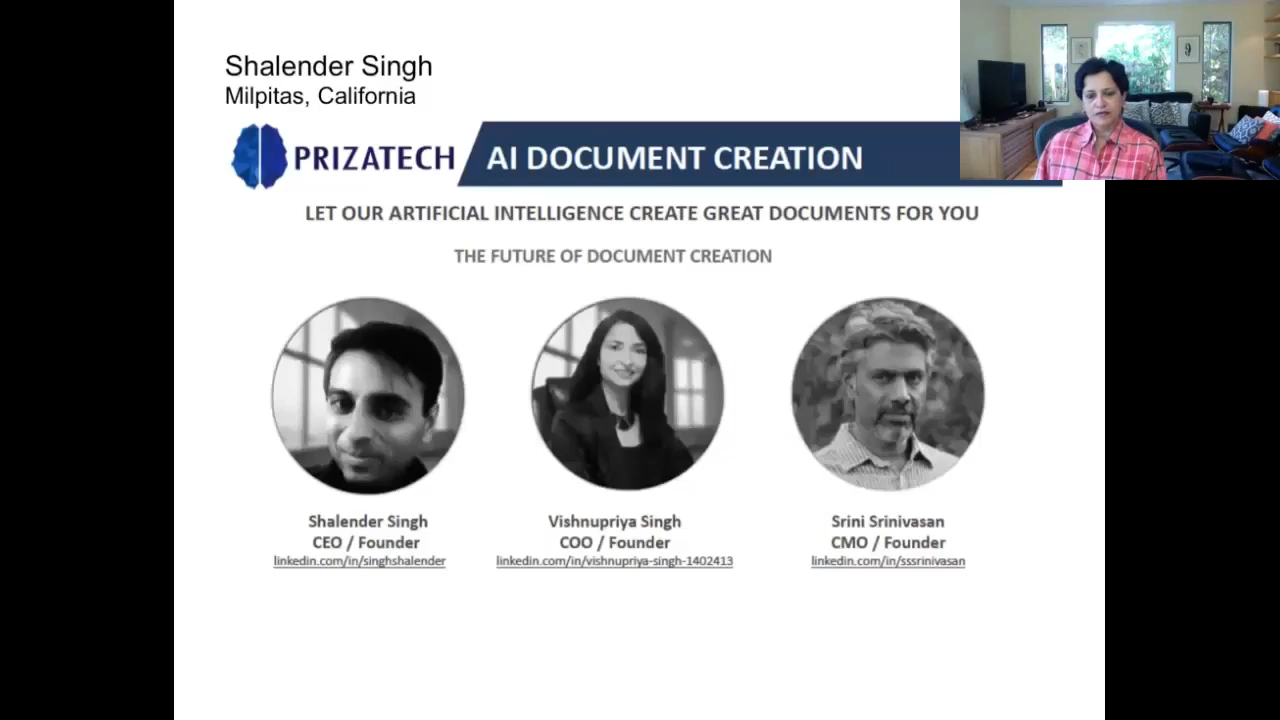 Shalender Singh
Milpitas, California
PRIZATECH AI DOCUMENT CREATION
LET OUR ARTIFICIAL INTELLIGENCE CREATE GREAT DOCUMENTS FOR YOU
THE FUTURE OF DOCUMENT CREATION
Shalender Singh
CEO / Founder
linkedin.com/in/singhshalender
Vishnupriya Singh
COO / Founder
linkedin.com/in/vishnupriya-singh-1402413
Srini Srinivasan
CMO / Founder
linkedin.com/in/sssrinivasan